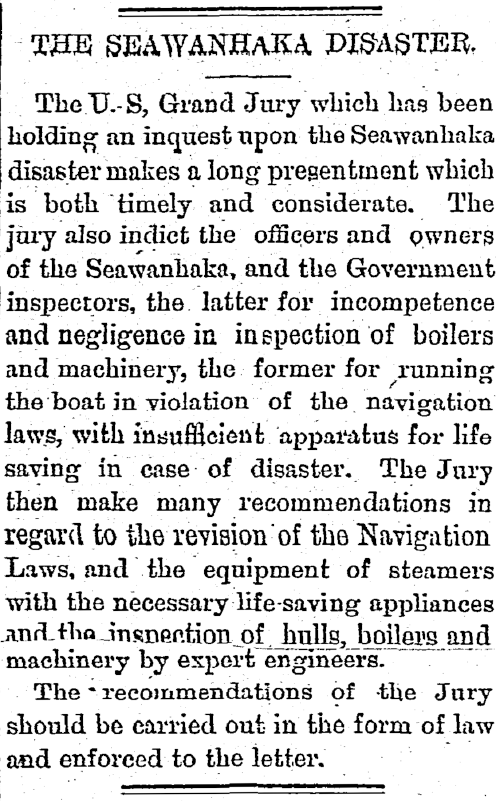 THE SEAWANHAKA DISASTER.
The U.-S, Grand Jury which has been
holding an inquest upon the Seawanhaka
disaster makes a long presentment which
is both timely and considerate. The
jury also indict the officers and owners
of the Seawanhaka, and the Government
inspectors, the latter for incompetence
and negligence in inspection of boilers
and machinery, the former for running
the boat in violation of the navigation
laws, with insufficient apparatus for life
saving in case of disaster. The Jury
then make many recommendations in
regard to the revision of the Navigation
Laws, and the equipment of steamers
with the necessary life-saving appliances
and the inspection of hulls, boilers and
machinery by expert engineers.
The recommendations of the Jury
should be carried out in the form of law
and enforced to the letter.